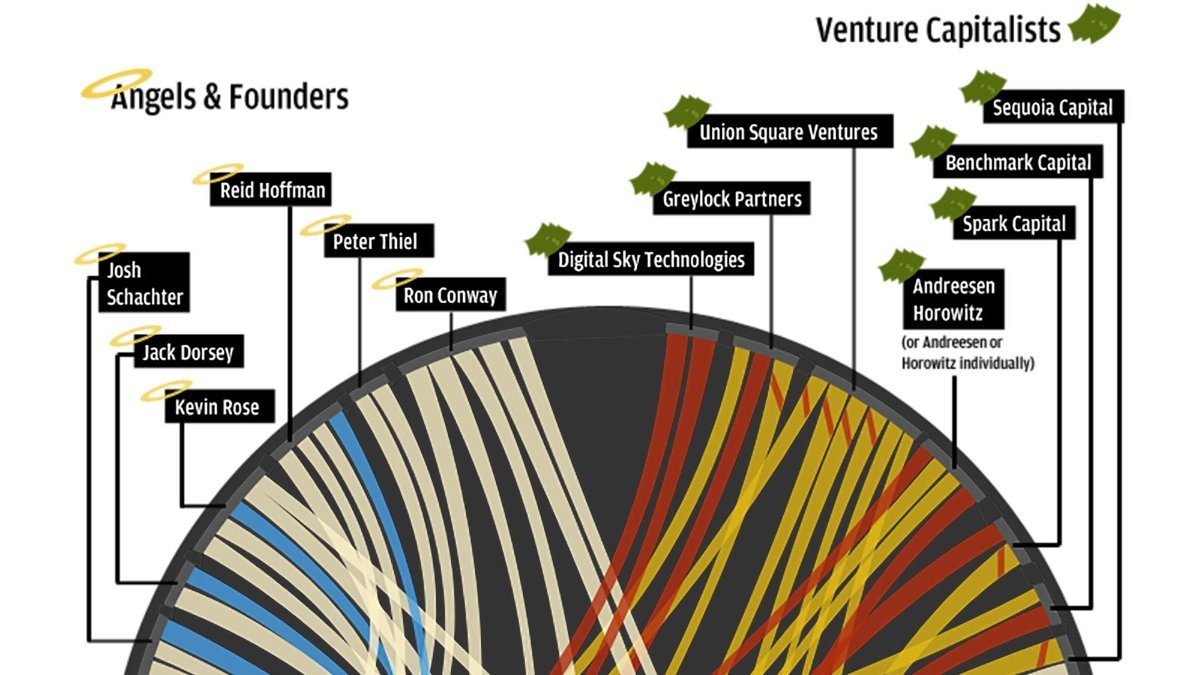 Venture Capitalists
Angels & Founders
Sequoia Capital
Union Square Ventures
Benchmark Capital
Reid Hoffman
Greylock Partners
Spark Capital
Peter Thiel
Digital Sky Technologies
Josh
Schachter
Ron Conway
Andreesen
Horowitz
(or Andreesen or
Horowitz individually)
Jack Dorsey
Kevin Rose